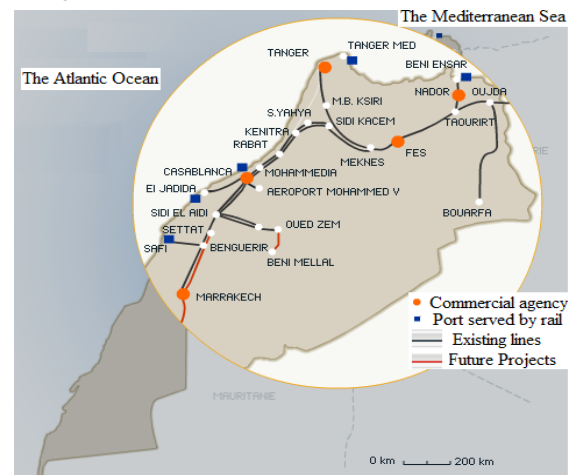 The Mediterranean Sea
The Atlantic Ocean
TANGER
TANGER MED
BENI ENSAR
NADOR
OUJDA
M.B. KSIRI
S.YAHYA
SIDI KACEM
TAOURIRT
KENITRA
RABAT
FES
MEKNES
CASABLANCA
MOHAMMEDIA
RIE
EI JADIDA
AEROPORT MOHAMMED V
SIDI EL AIDI
BOUARFA
SETTAT
OUED ZEM
SAFI
BENGUERIR
BENI MELLAL
MARRAKECH
Commercial agency
Port served by rail
Existing lines
Future Projects
MAURITANIE
0 km
200 km